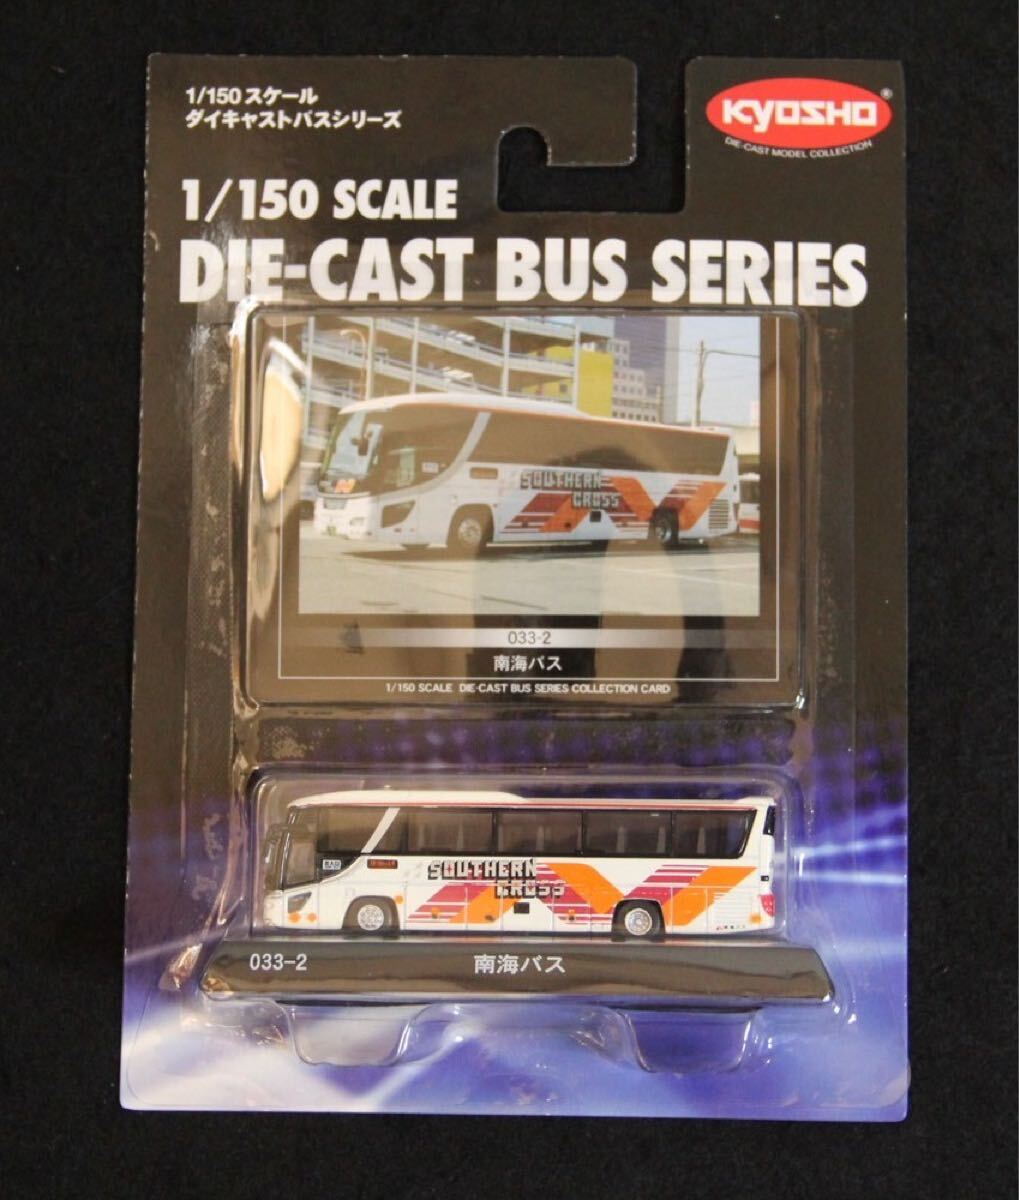 1/150 スケール
ダイキャストバスシリーズ
KYOSHO®
DIE-CAST MODEL COLLECTION
1/150 SCALE
DIE-CAST BUS SERIES
SOUTHERN
CROSS
033-2
南海バス
1/150 SCALE DIE-CAST BUS SERIES COLLECTION CARD
SOUTHERN
CROSS
033-2
南海バス